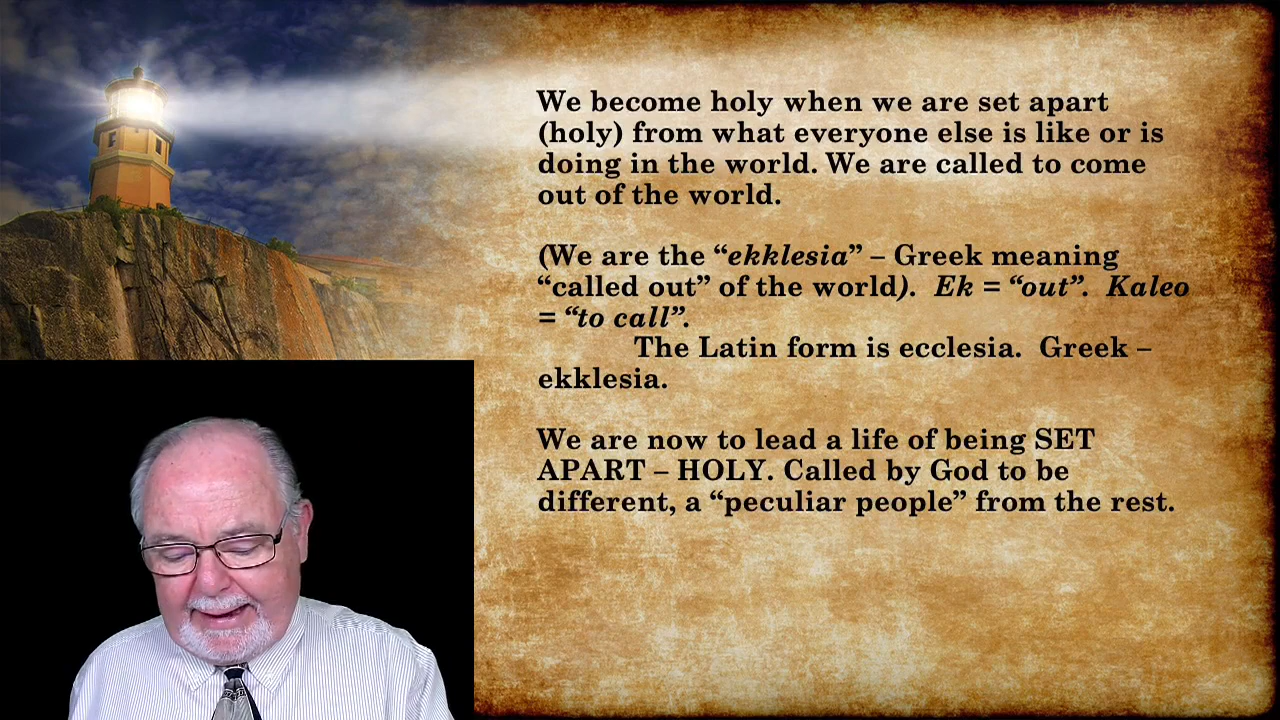 We become holy when we are set apart
(holy) from what everyone else is like or is
doing in the world. We are called to come
out of the world.
(We are the “ekklesia” – Greek meaning
“called out” of the world).  Ek = “out”.  Kaleo
= “to call”.
The Latin form is ecclesia.  Greek –
ekklesia.
We are now to lead a life of being SET
APART – HOLY. Called by God to be
different, a “peculiar people” from the rest.